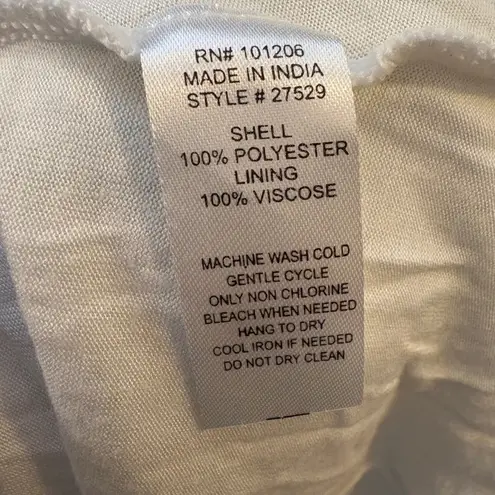 RN# 101206
MADE IN INDIA
STYLE # 27529
SHELL
100% POLYESTER
LINING
100% VISCOSE
MACHINE WASH COLD
GENTLE CYCLE
ONLY NON CHLORINE
BLEACH WHEN NEEDED
HANG TO DRY
COOL IRON IF NEEDED
DO NOT DRY CLEAN